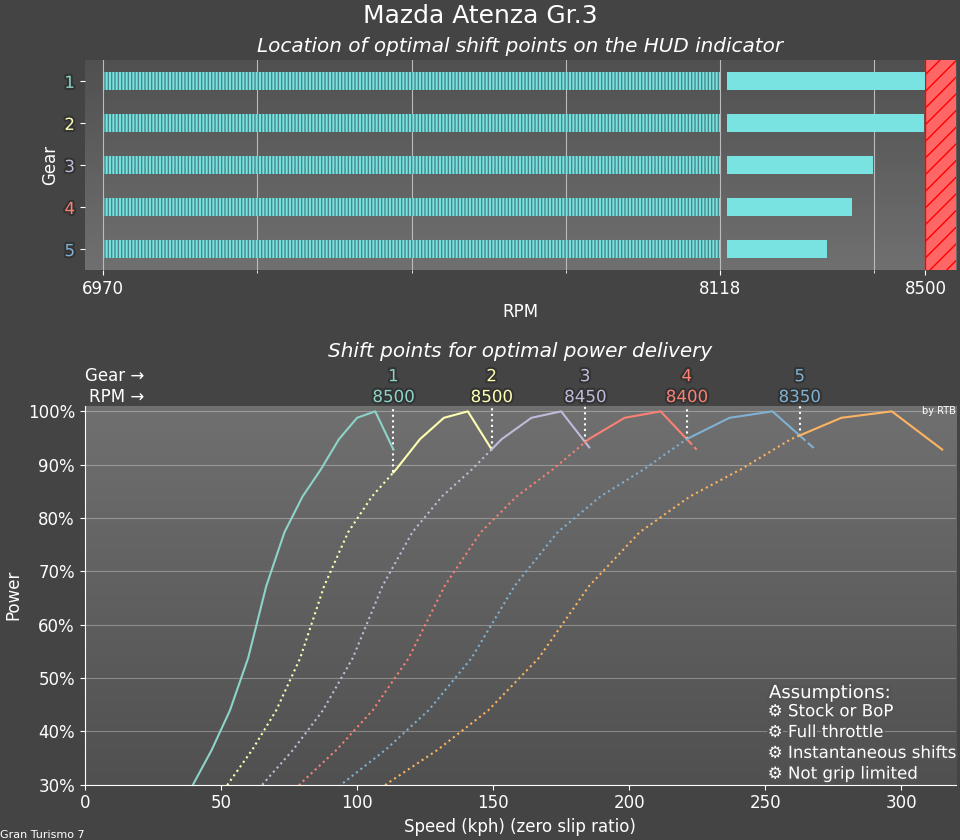 Mazda Atenza Gr.3
Location of optimal shift points on the HUD indicator
Gear
1
2
3
4
5
6970 8118 8500
RPM
Shift points for optimal power delivery
Gear → 1 2 3 4 5
RPM → 8500 8500 8450 8400 8350
by RTB
Power
100%
90%
80%
70%
60%
50%
40%
30%
Assumptions:
⚙ Stock or BoP
⚙ Full throttle
⚙ Instantaneous shifts
⚙ Not grip limited
0 50 100 150 200 250 300
Speed (kph) (zero slip ratio)
Gran Turismo 7